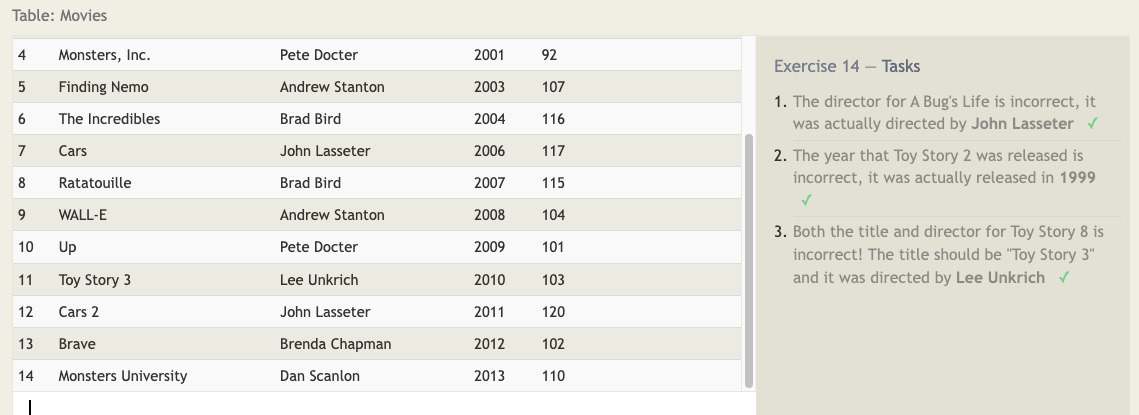 Table: Movies
4 Monsters, Inc. Pete Docter 2001 92
5 Finding Nemo Andrew Stanton 2003 107
6 The Incredibles Brad Bird 2004 116
7 Cars John Lasseter 2006 117
8 Ratatouille Brad Bird 2007 115
9 WALL-E Andrew Stanton 2008 104
10 Up Pete Docter 2009 101
11 Toy Story 3 Lee Unkrich 2010 103
12 Cars 2 John Lasseter 2011 120
13 Brave Brenda Chapman 2012 102
14 Monsters University Dan Scanlon 2013 110
Exercise 14 — Tasks
1. The director for A Bug's Life is incorrect, it
was actually directed by John Lasseter ✓
2. The year that Toy Story 2 was released is
incorrect, it was actually released in 1999
✓
3. Both the title and director for Toy Story 8 is
incorrect! The title should be "Toy Story 3"
and it was directed by Lee Unkrich ✓